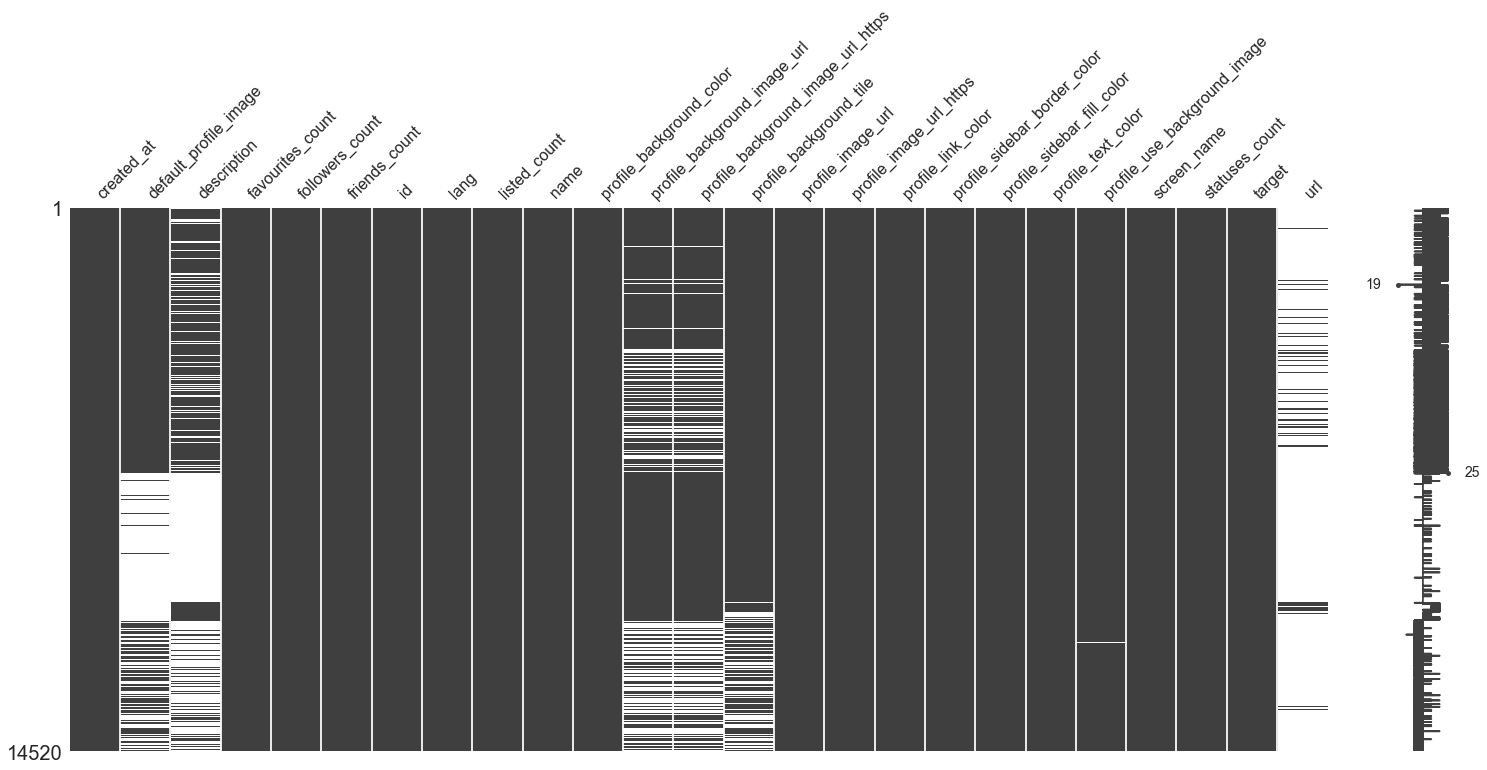 created_at
default_profile_image
description
favourites_count
followers_count
friends_count
id
lang
listed_count
name
profile_background_color
profile_background_image_url
profile_background_image_url_https
profile_background_tile
profile_image_url
profile_image_url_https
profile_link_color
profile_sidebar_border_color
profile_sidebar_fill_color
profile_text_color
profile_use_background_image
screen_name
statuses_count
target
url
1
19
25
14520